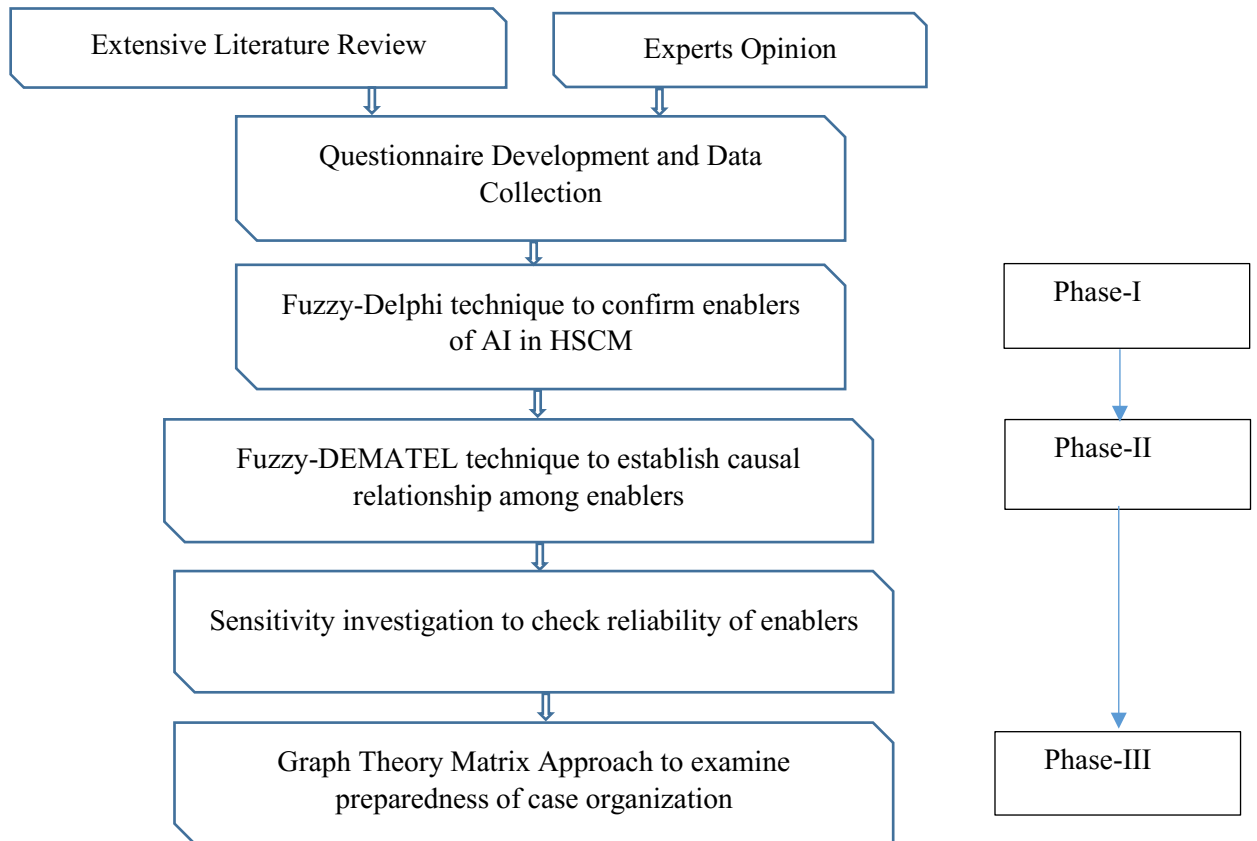 Extensive Literature Review
Experts Opinion
Questionnaire Development and Data
Collection
Fuzzy-Delphi technique to confirm enablers
of AI in HSCM
Phase-I
Fuzzy-DEMATEL technique to establish causal
relationship among enablers
Phase-II
Sensitivity investigation to check reliability of enablers
Graph Theory Matrix Approach to examine
preparedness of case organization
Phase-III